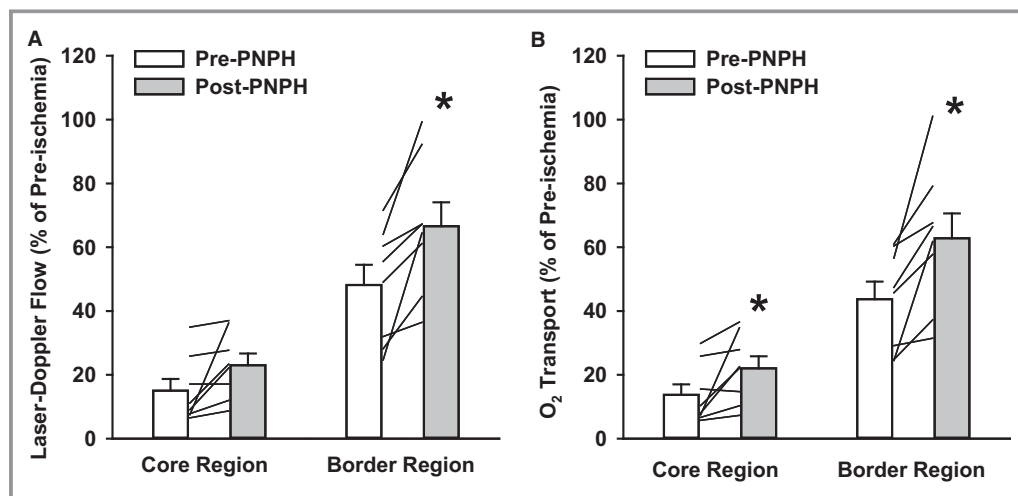 A
Laser-Doppler Flow (% of Pre-ischemia)
120
100
80
60
40
20
0
Pre-PNPH
Post-PNPH
*
Core Region
Border Region
B
O₂ Transport (% of Pre-ischemia)
120
100
80
60
40
20
0
Pre-PNPH
Post-PNPH
*
*
Core Region
Border Region